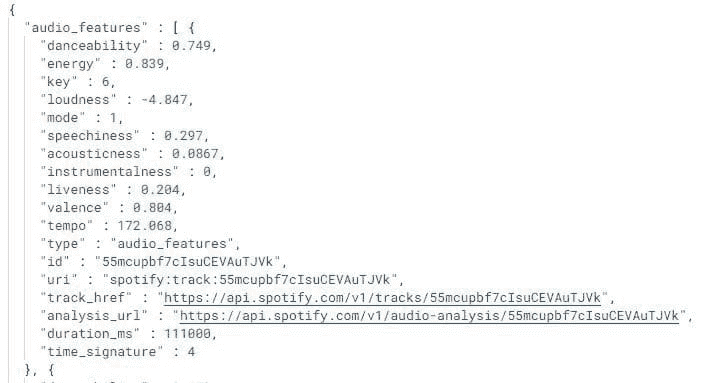 {
"audio_features" : [ {
"danceability" : 0.749,
"energy" : 0.839,
"key" : 6,
"loudness" : -4.847,
"mode" : 1,
"speechiness" : 0.297,
"acousticness" : 0.0867,
"instrumentalness" : 0,
"liveness" : 0.204,
"valence" : 0.804,
"tempo" : 172.068,
"type" : "audio_features",
"id" : "55mcupbf7cIsuCEVAuTJVk",
"uri" : "spotify:track:55mcupbf7cIsuCEVAuTJVk",
"track_href" : "https://api.spotify.com/v1/tracks/55mcupbf7cIsuCEVAuTJVk",
"analysis_url" : "https://api.spotify.com/v1/audio-analysis/55mcupbf7cIsuCEVAuTJVk",
"duration_ms" : 111000,
"time_signature" : 4
}, {